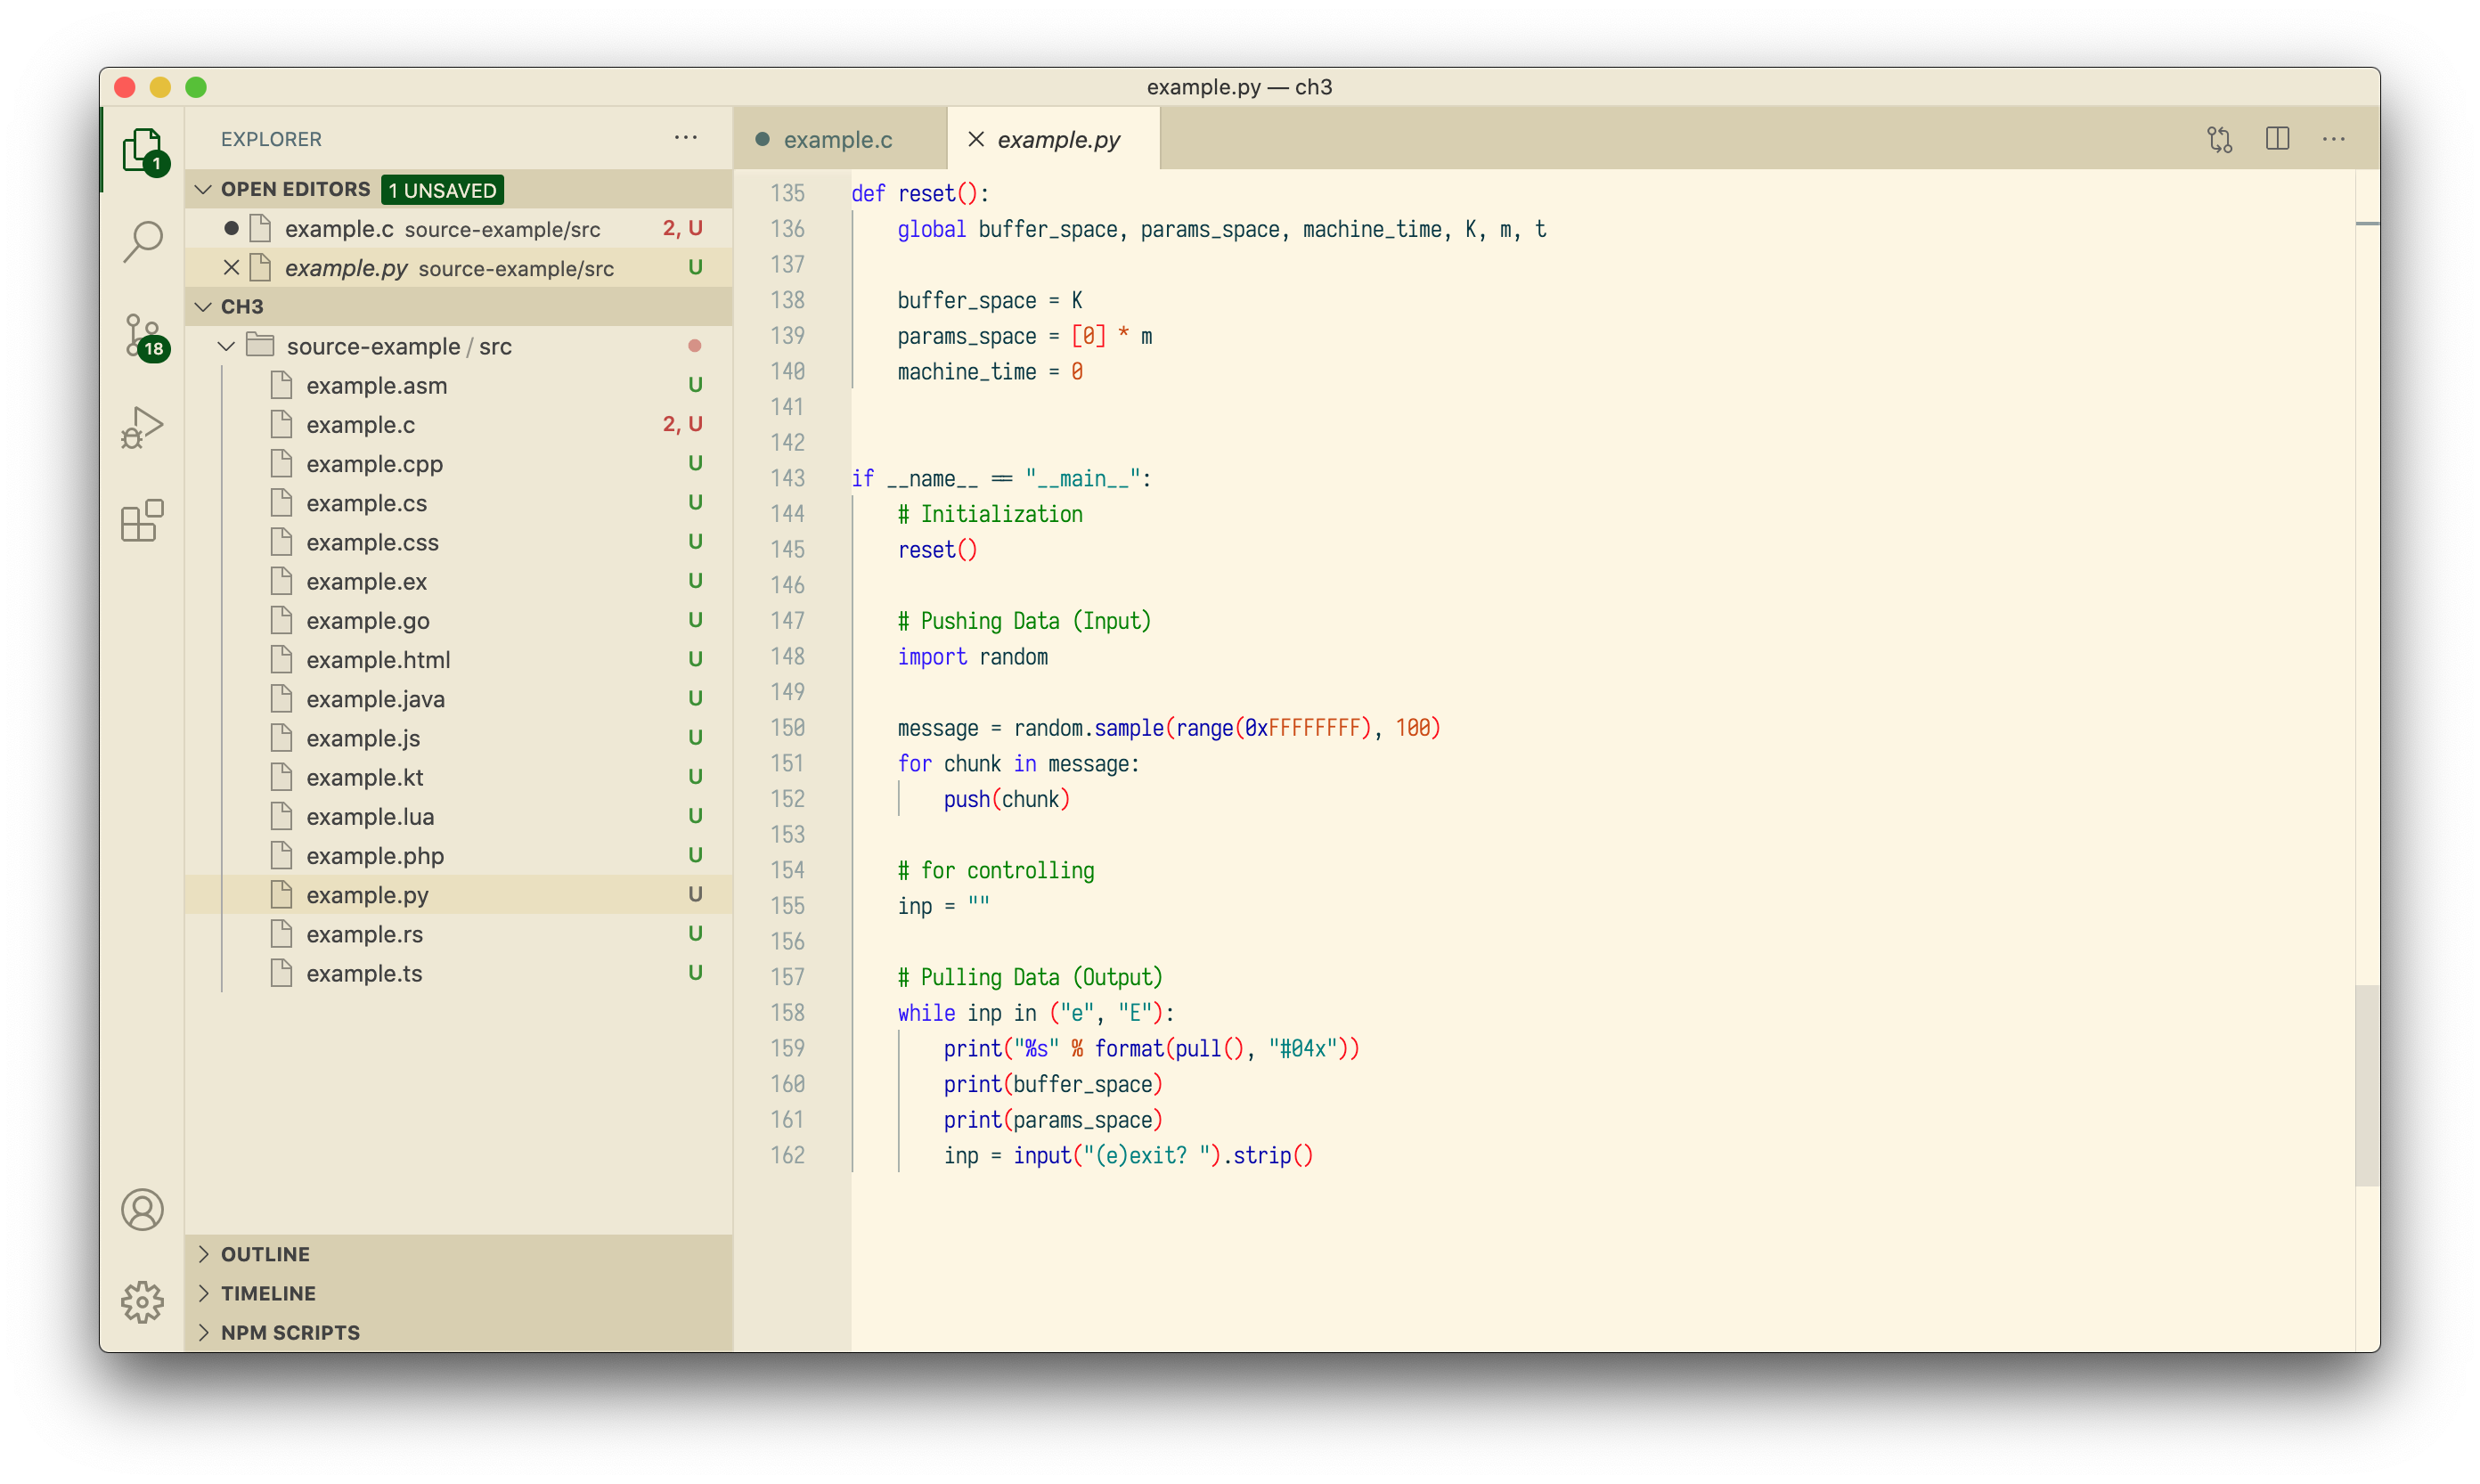 example.py — ch3
EXPLORER
OPEN EDITORS 1 UNSAVED
example.c source-example/src 2, U
example.py source-example/src U
CH3
source-example / src
example.asm U
example.c 2, U
example.cpp U
example.cs U
example.css U
example.ex U
example.go U
example.html U
example.java U
example.js U
example.kt U
example.lua U
example.php U
example.py U
example.rs U
example.ts U
OUTLINE
TIMELINE
NPM SCRIPTS
1
18
example.c
example.py
135 def reset():
136     global buffer_space, params_space, machine_time, K, m, t
137
138     buffer_space = K
139     params_space = [0] * m
140     machine_time = 0
141
142
143 if __name__ == "__main__":
144     # Initialization
145     reset()
146
147     # Pushing Data (Input)
148     import random
149
150     message = random.sample(range(0xFFFFFFFF), 100)
151     for chunk in message:
152         push(chunk)
153
154     # for controlling
155     inp = ""
156
157     # Pulling Data (Output)
158     while inp in ("e", "E"):
159         print("%s" % format(pull(), "#04x"))
160         print(buffer_space)
161         print(params_space)
162         inp = input("(e)exit? ").strip()